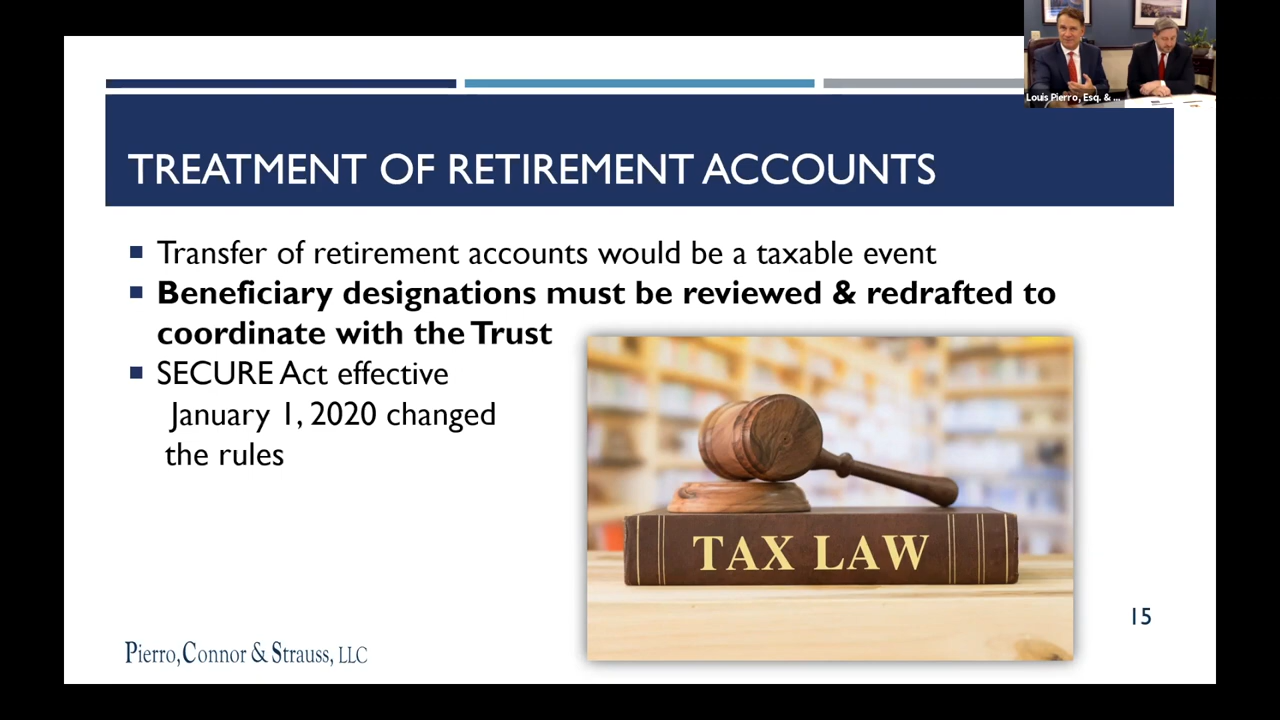 Louis Pierro, Esq. & ...
TREATMENT OF RETIREMENT ACCOUNTS
Transfer of retirement accounts would be a taxable event
Beneficiary designations must be reviewed & redrafted to
coordinate with the Trust
SECURE Act effective
January 1, 2020 changed
the rules
TAX LAW
15
Pierro, Connor & Strauss, LLC